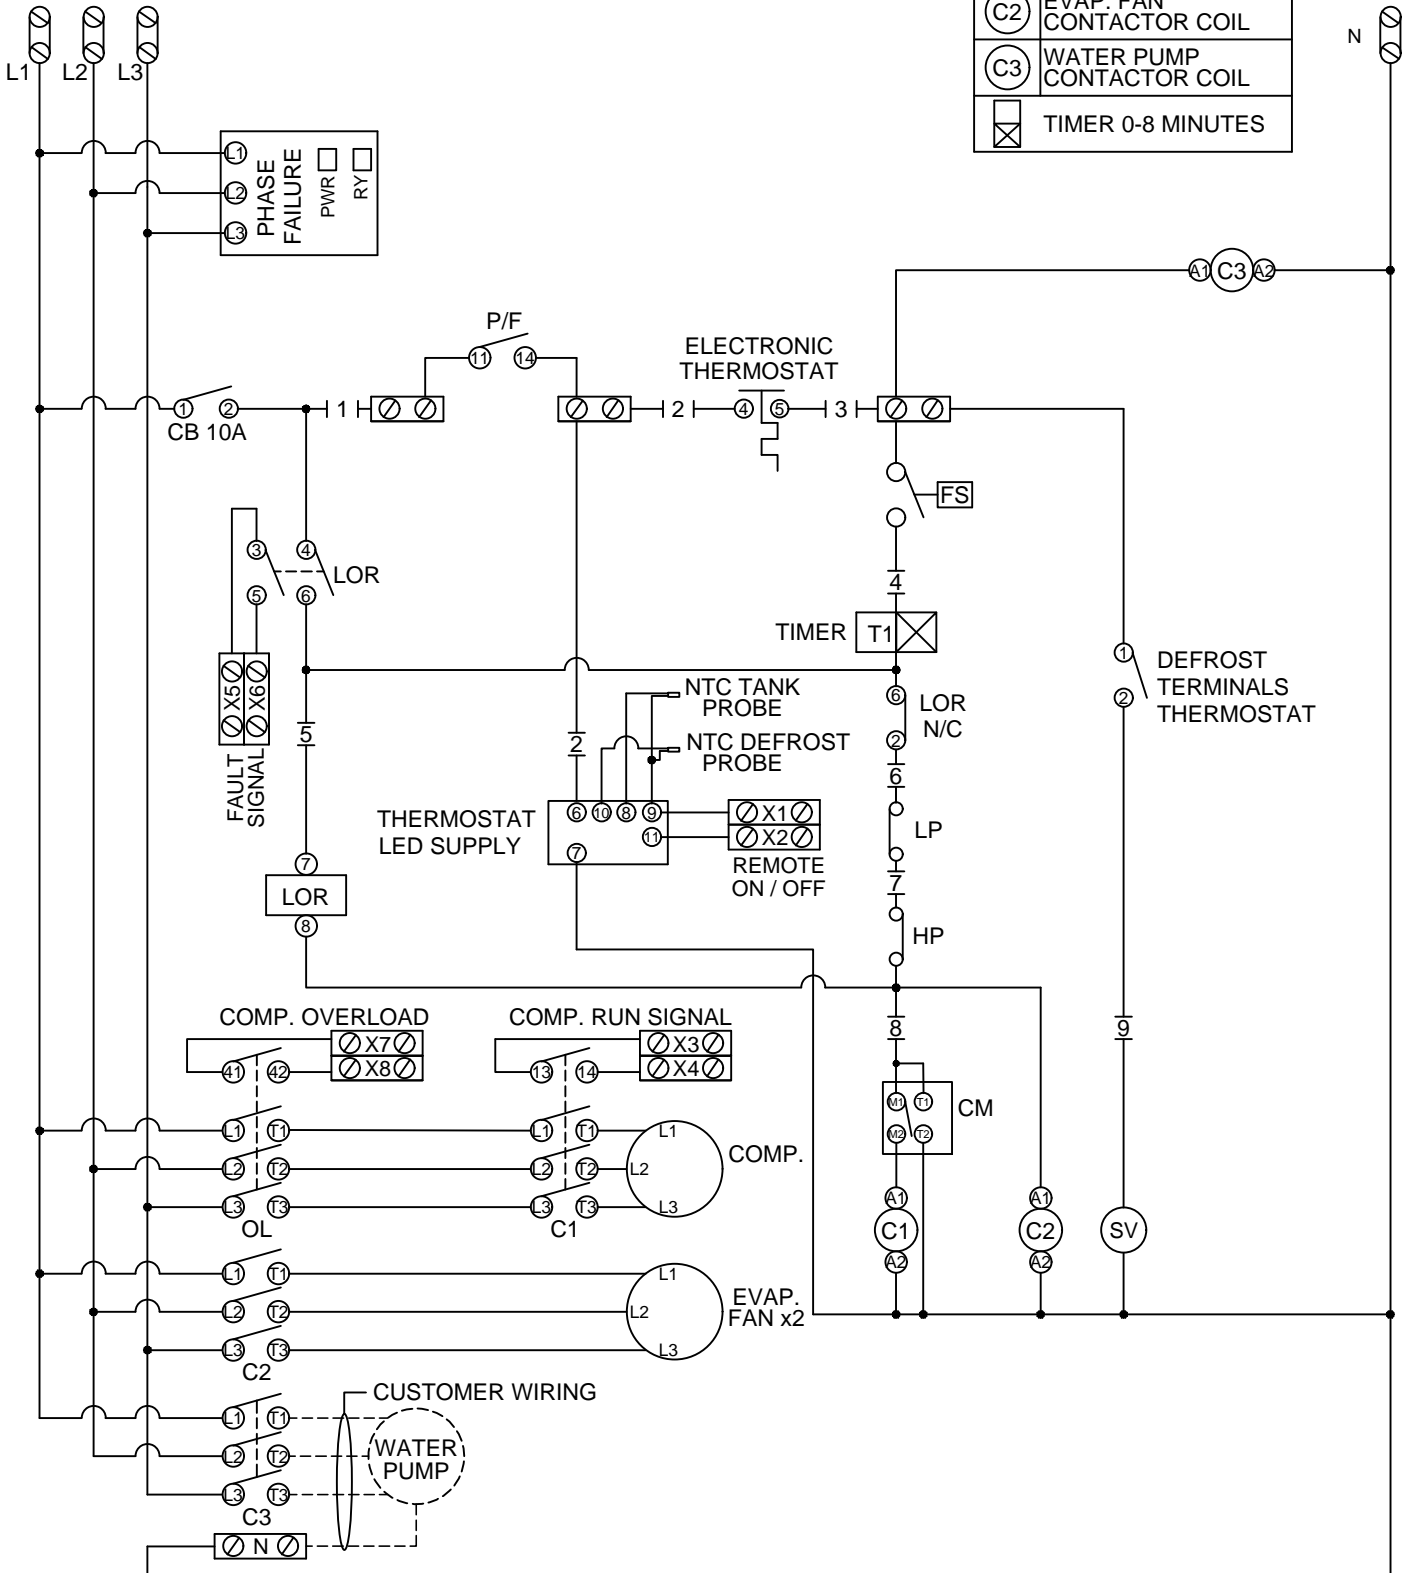 C2
EVAP. FAN
CONTACTOR COIL
C3
WATER PUMP
CONTACTOR COIL
TIMER 0-8 MINUTES
N
L1
L2
L3
L1
L2
L3
PHASE
FAILURE
PWR
RY
A1
C3
A2
P/F
11
14
ELECTRONIC
THERMOSTAT
1
2
CB 10A
1
2
4
5
3
FS
3
4
LOR
5
6
4
TIMER
T1
1
2
DEFROST
TERMINALS
THERMOSTAT
X5
X6
FAULT
SIGNAL
5
2
NTC TANK
PROBE
NTC DEFROST
PROBE
6
LOR
N/C
2
6
THERMOSTAT
LED SUPPLY
6
10
8
9
11
7
X1
X2
REMOTE
ON / OFF
LP
7
HP
7
LOR
8
8
9
COMP. OVERLOAD
X7
X8
41
42
COMP. RUN SIGNAL
X3
X4
13
14
M1
T1
M2
T2
CM
L1
T1
L2
T2
L3
T3
OL
L1
T1
L2
T2
L3
T3
C1
L1
L2
L3
COMP.
A1
C1
A2
A1
C2
A2
SV
L1
T1
L2
T2
L3
T3
C2
L1
L2
L3
EVAP.
FAN x2
CUSTOMER WIRING
L1
T1
L2
T2
L3
T3
C3
WATER
PUMP
N